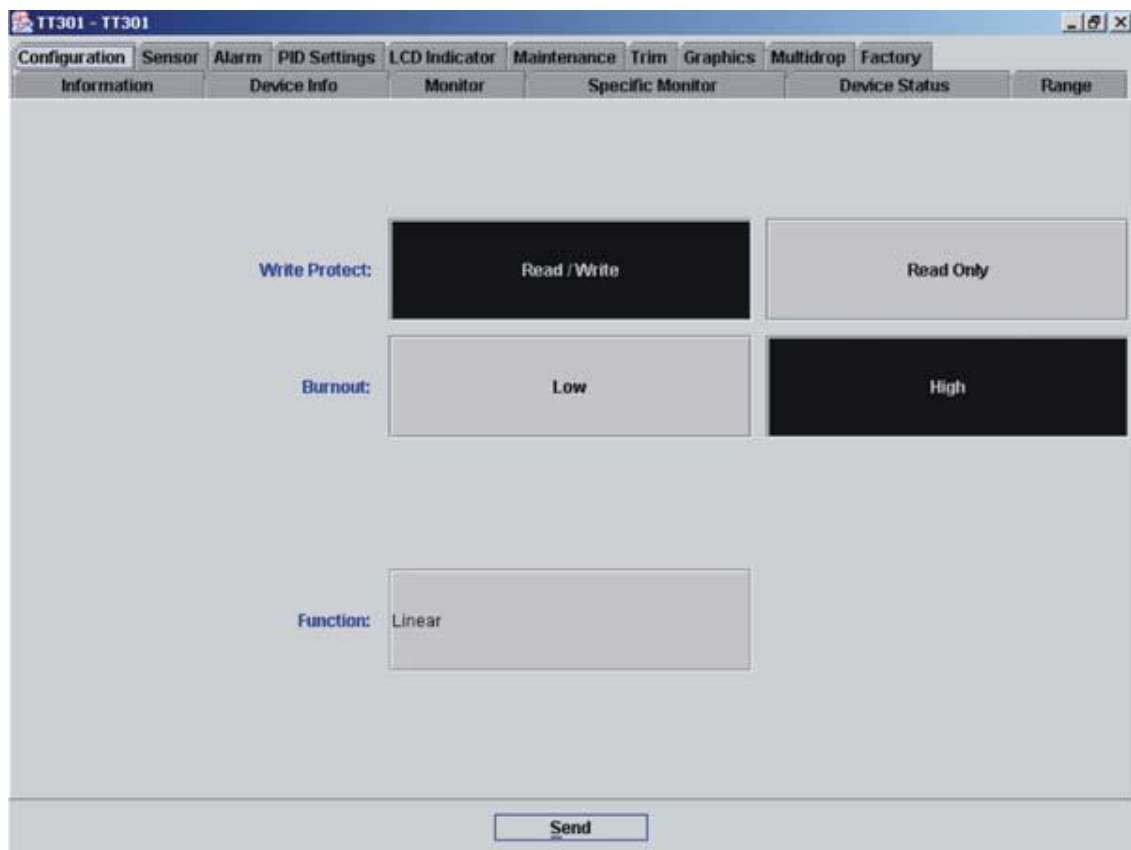 TT301 - TT301
Configuration Sensor Alarm PID Settings LCD Indicator Maintenance Trim Graphics Multidrop Factory
Information Device Info Monitor Specific Monitor Device Status Range
Write Protect: Read / Write Read Only
Burnout: Low High
Function: Linear
Send